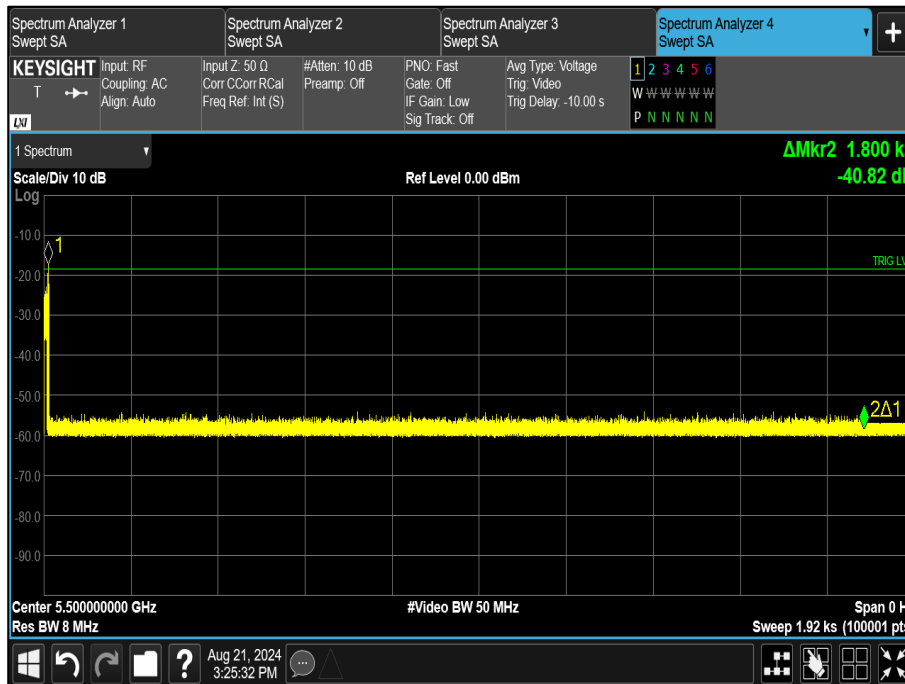 Spectrum Analyzer 1
Swept SA
Spectrum Analyzer 2
Swept SA
Spectrum Analyzer 3
Swept SA
Spectrum Analyzer 4
Swept SA
KEYSIGHT
T
LXI
Input: RF
Coupling: AC
Align: Auto
Input Z: 50 Ω
Corr CCorr RCal
Freq Ref: Int (S)
#Atten: 10 dB
Preamp: Off
PNO: Fast
Gate: Off
IF Gain: Low
Sig Track: Off
Avg Type: Voltage
Trig: Video
Trig Delay: -10.00 s
1 2 3 4 5 6
W W W W W W
P N N N N N
1 Spectrum
ΔMkr2 1.800 k
Scale/Div 10 dB
Ref Level 0.00 dBm
-40.82 d
Log
-10.0
1
TRIG LV
-20.0
-30.0
-40.0
-50.0
2Δ1
-60.0
-70.0
-80.0
-90.0
Center 5.500000000 GHz
#Video BW 50 MHz
Span 0 H
Res BW 8 MHz
Sweep 1.92 ks (100001 pts
?
Aug 21, 2024
3:25:32 PM